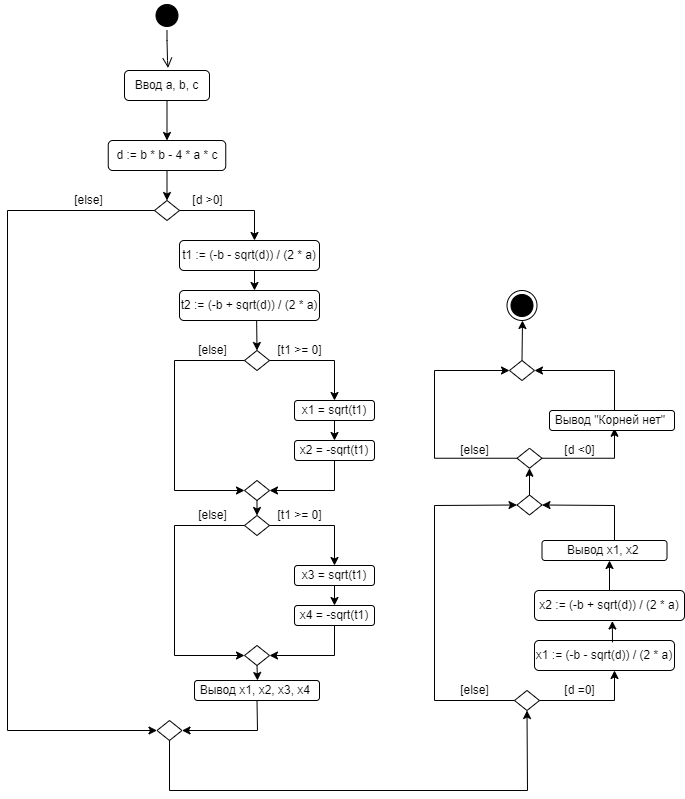 Ввод a, b, c
d := b * b - 4 * a * c
[else]
[d >0]
t1 := (-b - sqrt(d)) / (2 * a)
t2 := (-b + sqrt(d)) / (2 * a)
[else]
[t1 >= 0]
x1 = sqrt(t1)
x2 = -sqrt(t1)
[else]
[t1 >= 0]
x3 = sqrt(t1)
x4 = -sqrt(t1)
Вывод x1, x2, x3, x4
[else]
[d =0]
x1 := (-b - sqrt(d)) / (2 * a)
x2 := (-b + sqrt(d)) / (2 * a)
Вывод x1, x2
[else]
[d <0]
Вывод "Корней нет"